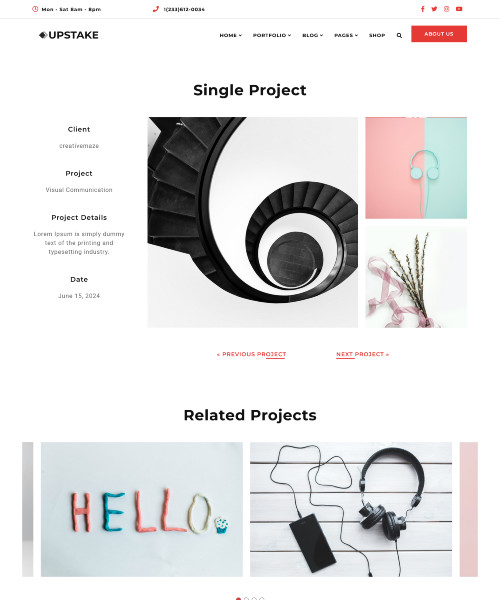 Mon - Sat 8am - 8pm
1(233)612-0034
UPSTAKE
HOME
PORTFOLIO
BLOG
PAGES
SHOP
ABOUT US
Single Project
Client
creativemaze
Project
Visual Communication
Project Details
Lorem Ipsum is simply dummy
text of the printing and
typesetting industry.
Date
June 15, 2024
« PREVIOUS PROJECT
NEXT PROJECT »
Related Projects
HELLO